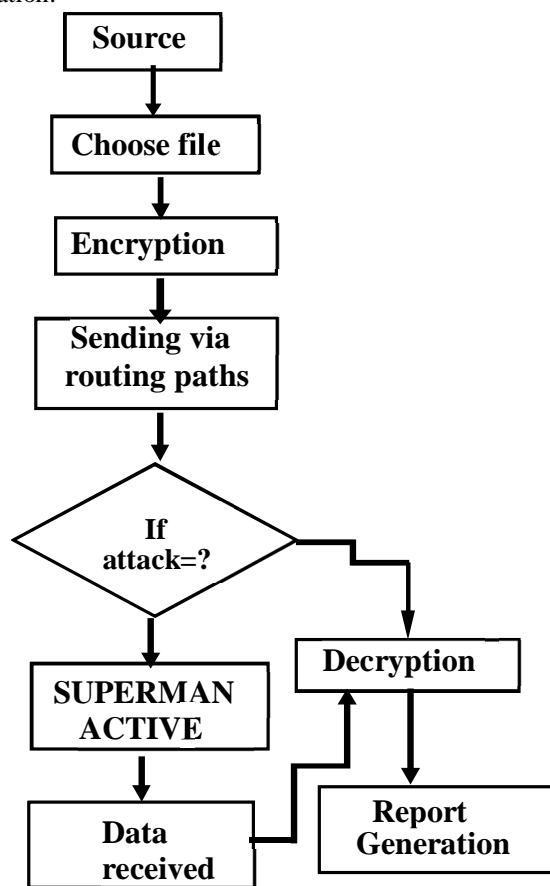 Source
Choose file
Encryption
Sending via
routing paths
If
attack=?
SUPERMAN
ACTIVE
Decryption
Data
received
Report
Generation